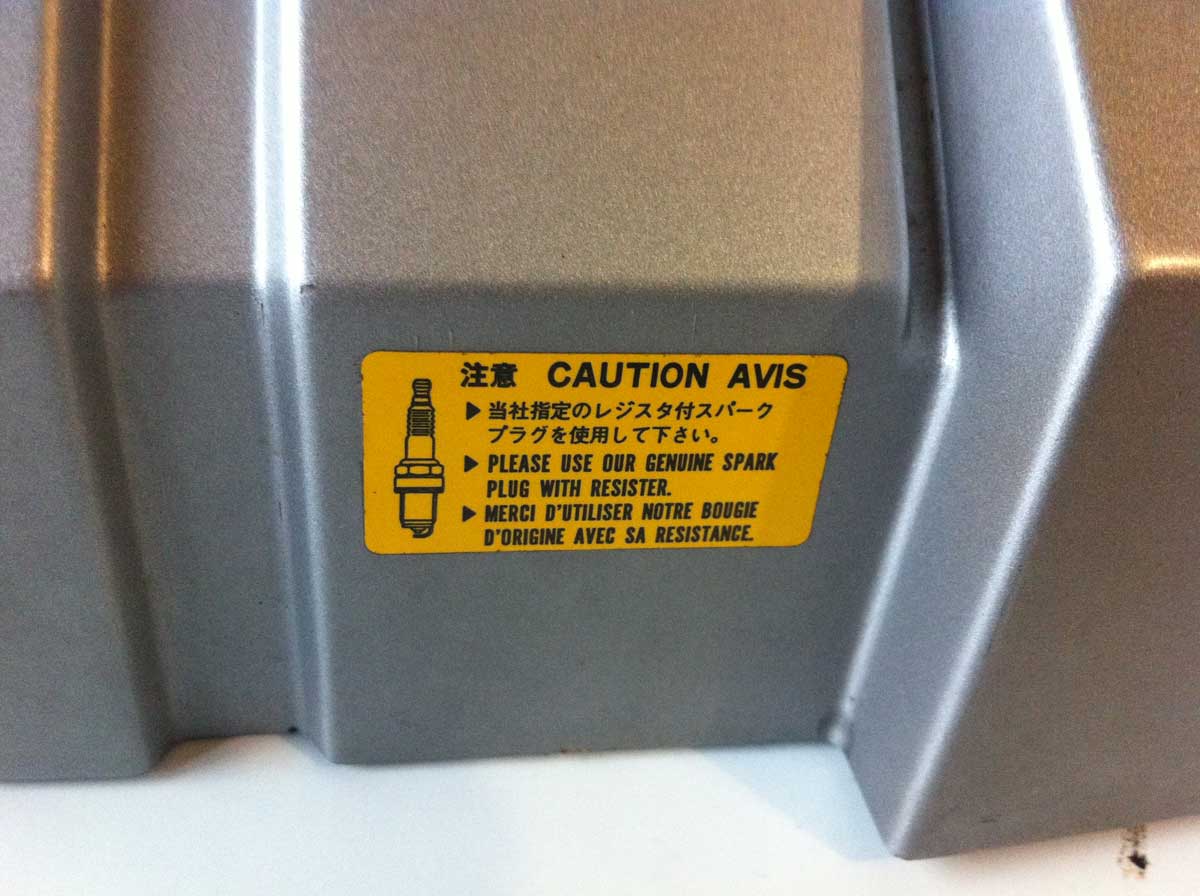 注意 CAUTION AVIS
▶ 当社指定のレジスタ付スパーク
プラグを使用して下さい。
▶ PLEASE USE OUR GENUINE SPARK
PLUG WITH RESISTER.
▶ MERCI D'UTILISER NOTRE BOUGIE
D'ORIGINE AVEC SA RESISTANCE.